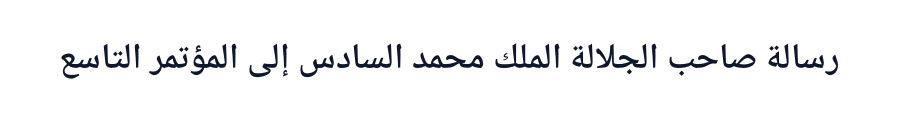 رسالة صاحب الجلالة الملك محمد السادس إلى المؤتمر التاسع